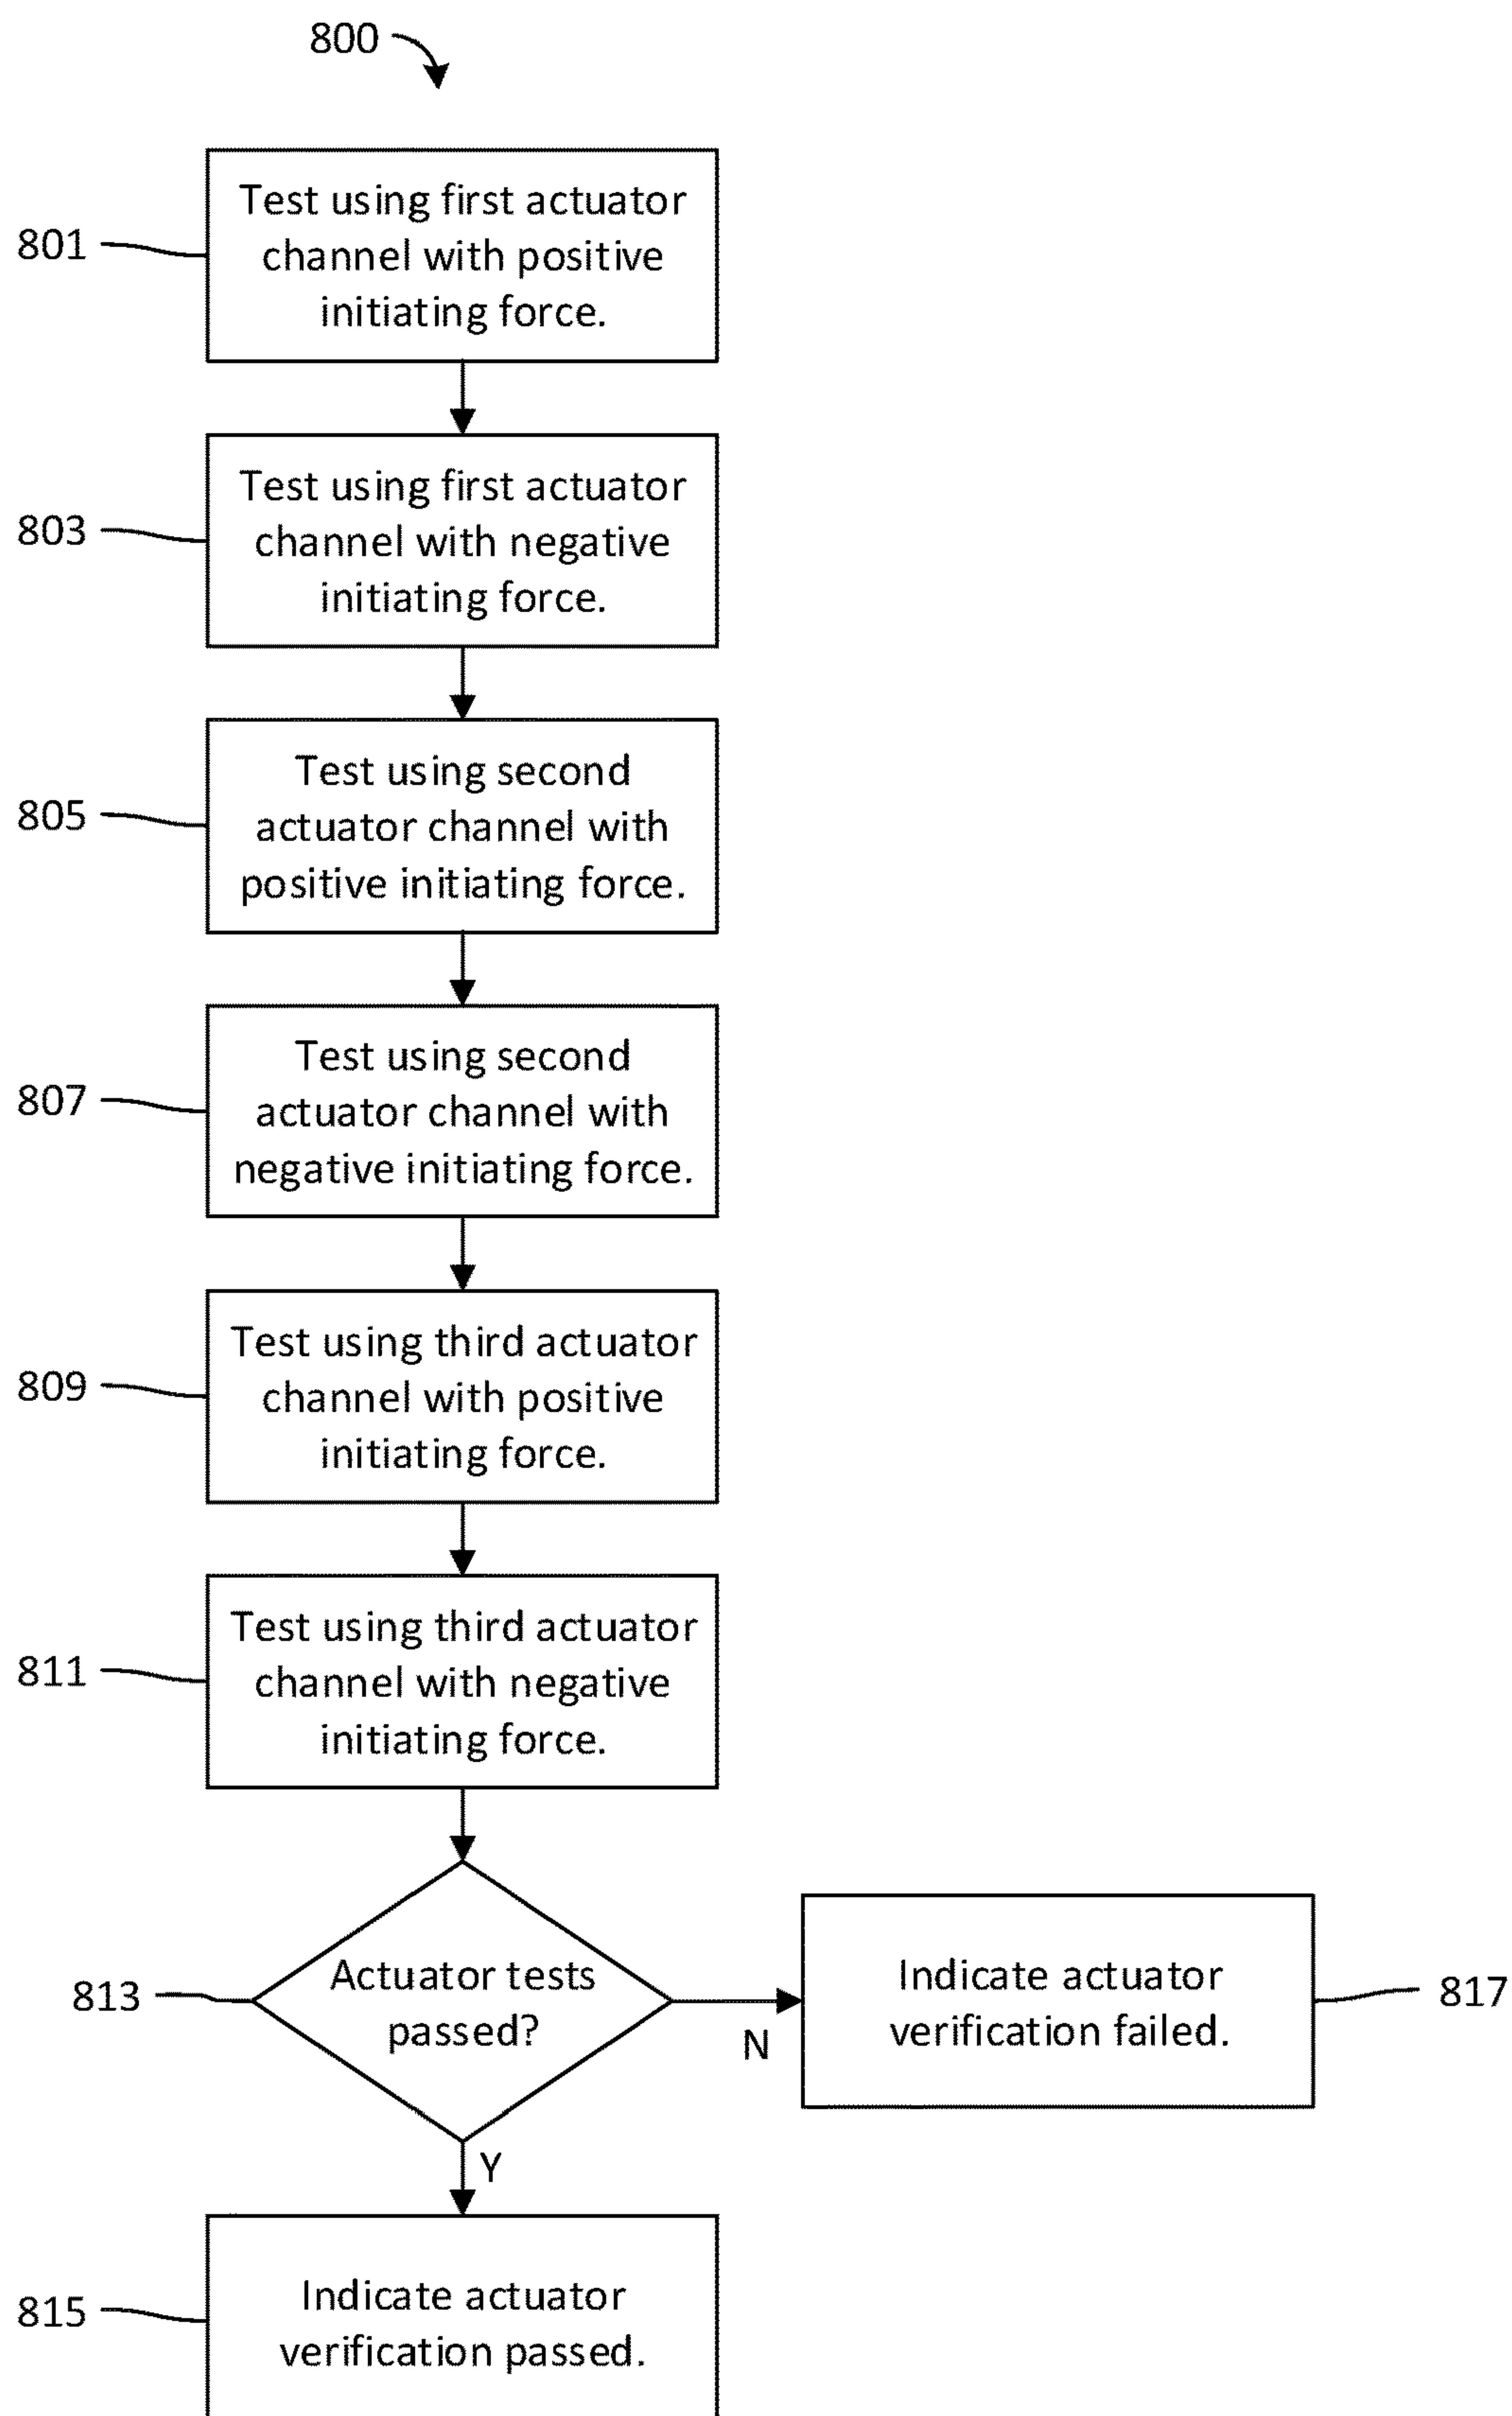 800
801
Test using first actuator
channel with positive
initiating force.
803
Test using first actuator
channel with negative
initiating force.
805
Test using second
actuator channel with
positive initiating force.
807
Test using second
actuator channel with
negative initiating force.
809
Test using third actuator
channel with positive
initiating force.
811
Test using third actuator
channel with negative
initiating force.
813
Actuator tests
passed?
N
Indicate actuator
verification failed.
817
Y
815
Indicate actuator
verification passed.